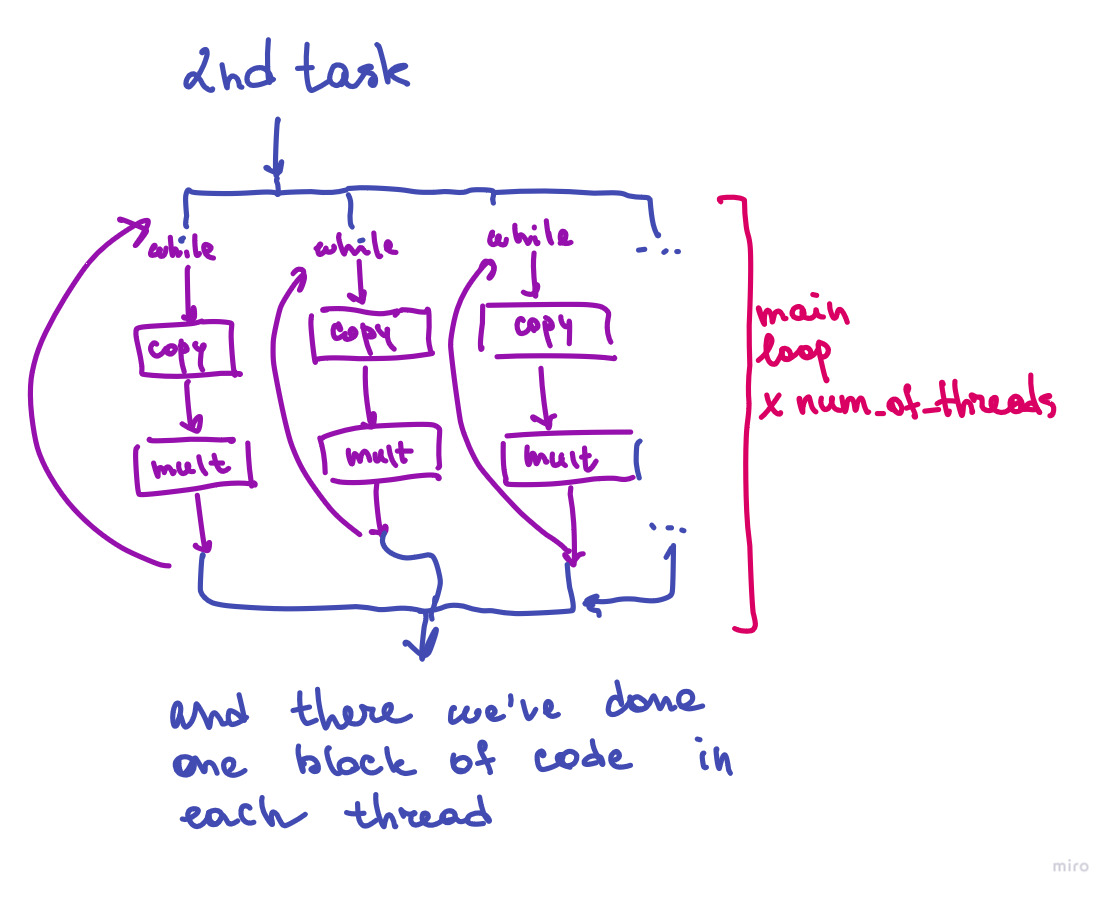 2nd task
while while while
... 
copy copy copy
main
loop
x num_of_threads
mult mult mult
...
and there we've done
one block of code in
each thread
miro